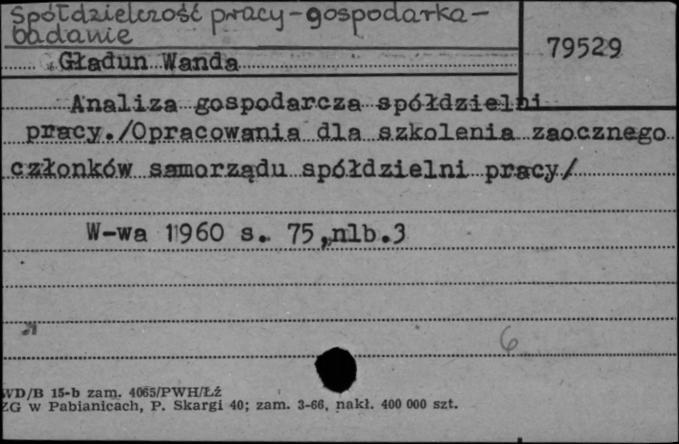 Spółdzielczość pracy-gospodarka-
badanie
79529
Gładun Wanda
Analiza gospodarcza spółdzielni
pracy./Opracowania dla szkolenia zaocznego
członków samorządu spółdzielni pracy/
W-wa 1960 s. 75,nlb.3
6
WD/B 15-b zam. 4065/PWH/Łź
ZG w Pabianicach, P. Skargi 40; zam. 3-66, nakł. 400 000 szt.